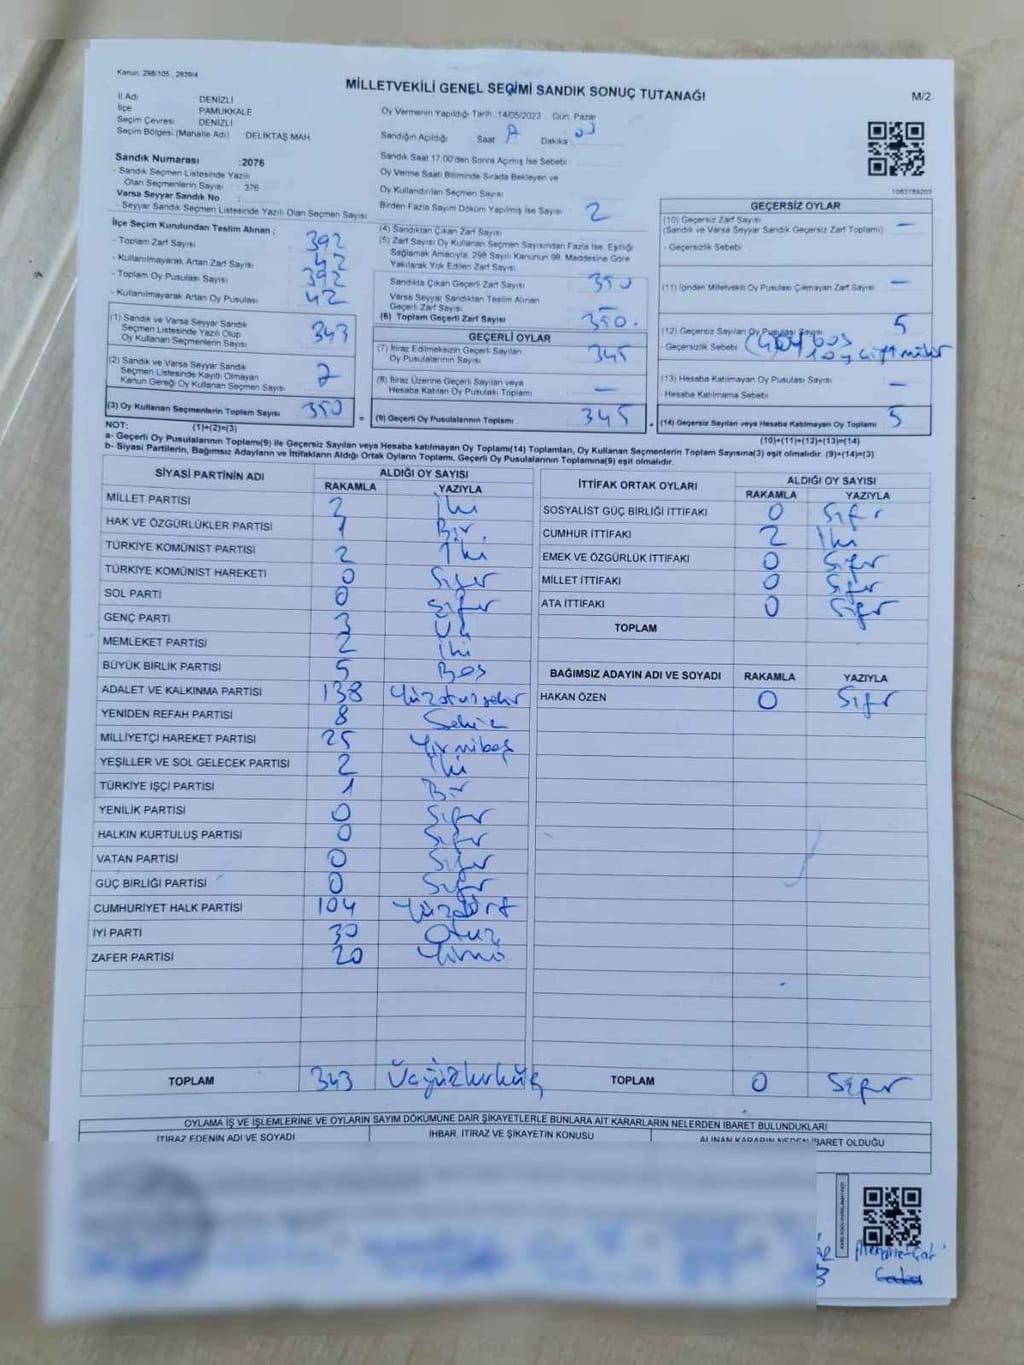 Kanun: 298/105 , 2839/4
MİLLETVEKİLİ GENEL SEÇİMİ SANDIK SONUÇ TUTANAĞI
M/2
İl Adı DENİZLİ
İlçe PAMUKKALE
Seçim Çevresi DENİZLİ
Seçim Bölgesi (Mahalle Adı) DELİKTAŞ MAH
Sandık Numarası :2076
- Sandık Seçmen Listesinde Yazılı
Olan Seçmenlerin Sayısı : 376
Varsa Seyyar Sandık No :
- Seyyar Sandık Seçmen Listesinde Yazılı Olan Seçmen Sayısı
Oy Vermenin Yapıldığı Tarih :14/05/2023 Gün: Pazar
Sandığın Açıldığı Saat Dakika
Sandık Saat 17.00'den Sonra Açımış İse Sebebi
Oy Verme Saati Bitiminde Sırada Bekleyen ve
Oy Kullandırılan Seçmen Sayısı
Birden Fazla Sayım Döküm Yapılmış İse Sayısı 2
1083789203
İlçe Seçim Kurulundan Teslim Alınan :
- Toplam Zarf Sayısı 392
- Kullanılmayarak Artan Zarf Sayısı 42
- Toplam Oy Pusulası Sayısı 392
- Kullanılmayarak Artan Oy Pusulası 42
(1) Sandık ve Varsa Seyyar Sandık
Seçmen Listesinde Yazılı Olup
Oy Kullanan Seçmenlerin Sayısı 343
(2) Sandık ve Varsa Seyyar Sandık
Seçmen Listesinde Kayıtlı Olmayan
Kanun Gereği Oy Kullanan Seçmen Sayısı 7
(3) Oy Kullanan Seçmenlerin Toplam Sayısı 350
(4) Sandıktan Çıkan Zarf Sayısı
(5) Zarf Sayısı Oy Kullanan Seçmen Sayısından Fazla İse, Eşitliği
Sağlamak Amacıyla, 298 Sayılı Kanunun 98. Maddesine Göre
Yakılarak Yok Edilen Zarf Sayısı
Sandıkta Çıkan Geçerli Zarf Sayısı 350
Varsa Seyyar Sandıktan Teslim Alınan
Geçerli Zarf Sayısı
(6) Toplam Geçerli Zarf Sayısı 350.
GEÇERLİ OYLAR
(7) İtiraz Edilmeksizin Geçerli Sayılan
Oy Pusulalarının Sayısı 345
(8) İtiraz Üzerine Geçerli Sayılan veya
Hesaba Katılan Oy Pusulası Toplamı —
= (9) Geçerli Oy Pusulalarının Toplamı 345
GEÇERSİZ OYLAR
(10) Geçersiz Zarf Sayısı
(Sandık ve Varsa Seyyar Sandık Geçersiz Zarf Toplamı) —
- Geçersizlik Sebebi
(11) İçinden Milletvekili Oy Pusulası Çıkmayan Zarf Sayısı —
(12) Geçersiz Sayılan Oy Pusulası Sayısı 5
- Geçersizlik Sebebi boş
çift mühür
(13) Hesaba Katılmayan Oy Pusulası Sayısı —
- Hesaba Katılmama Sebebi
+ (14) Geçersiz Sayılan veya Hesaba Katılmayan Oy Toplamı 5
NOT: (1)+(2)=(3)
(10)+(11)+(12)+(13)=(14)
a- Geçerli Oy Pusulalarının Toplamı(9) ile Geçersiz Sayılan veya Hesaba katılmayan Oy Toplamı(14) Toplamları, Oy Kullanan Seçmenlerin Toplam Sayısına(3) eşit olmalıdır. (9)+(14)=(3)
b- Siyasi Partilerin, Bağımsız Adayların ve İttifakların Aldığı Ortak Oyların Toplamı, Geçerli Oy Pusulalarının Toplamına(9) eşit olmalıdır.
SİYASİ PARTİNİN ADI ALDIĞI OY SAYISI
RAKAMLA YAZIYLA
MİLLET PARTİSİ 2 İki
HAK VE ÖZGÜRLÜKLER PARTİSİ 1 Bir
TÜRKİYE KOMÜNİST PARTİSİ 2 İki
TÜRKİYE KOMÜNİST HAREKETİ 0 Sıfır
SOL PARTİ 0 Sıfır
GENÇ PARTİ 3 Üç
MEMLEKET PARTİSİ 2 İki
BÜYÜK BİRLİK PARTİSİ 5 Beş
ADALET VE KALKINMA PARTİSİ 138 Yüzotuzsekiz
YENİDEN REFAH PARTİSİ 8 Sekiz
MİLLİYETÇİ HAREKET PARTİSİ 25 Yirmibeş
YEŞİLLER VE SOL GELECEK PARTİSİ 2 İki
TÜRKİYE İŞÇİ PARTİSİ 1 Bir
YENİLİK PARTİSİ 0 Sıfır
HALKIN KURTULUŞ PARTİSİ 0 Sıfır
VATAN PARTİSİ 0 Sıfır
GÜÇ BİRLİĞİ PARTİSİ 0 Sıfır
CUMHURİYET HALK PARTİSİ 104 Yüzdört
İYİ PARTİ 30 Otuz
ZAFER PARTİSİ 20 Yirmi
TOPLAM 343 Üçyüzkırküç
İTTİFAK ORTAK OYLARI ALDIĞI OY SAYISI
RAKAMLA YAZIYLA
SOSYALİST GÜÇ BİRLİĞİ İTTİFAKI 0 Sıfır
CUMHUR İTTİFAKI 2 İki
EMEK VE ÖZGÜRLÜK İTTİFAKI 0 Sıfır
MİLLET İTTİFAKI 0 Sıfır
ATA İTTİFAKI 0 Sıfır
TOPLAM
BAĞIMSIZ ADAYIN ADI VE SOYADI RAKAMLA YAZIYLA
HAKAN ÖZEN 0 Sıfır
TOPLAM 0 Sıfır
OYLAMA İŞ VE İŞLEMLERİNE VE OYLARIN SAYIM DÖKÜMÜNE DAİR ŞİKAYETLERLE BUNLARA AİT KARARLARIN NELERDEN İBARET BULUNDUKLARI
İTİRAZ EDENİN ADI VE SOYADI İHBAR, İTİRAZ VE ŞİKAYETİN KONUSU ALINAN KARARIN NEDEN İBARET OLDUĞU